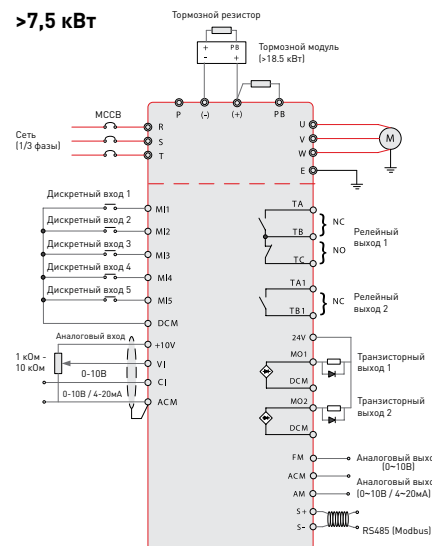 >7,5 кВт
Тормозной резистор
+ PB
- +
Тормозной модуль
(>18.5 кВт)
P (-) (+) PB
MCCB
Сеть
(1/3 фазы)
R
S
T
U
V
W
M
E
Дискретный вход 1
MI1
Дискретный вход 2
MI2
Дискретный вход 3
MI3
Дискретный вход 4
MI4
Дискретный вход 5
MI5
DCM
Аналоговый вход
+10V
1 кОм -
10 кОм
VI
0-10В
CI
0-10В / 4-20мА
ACM
TA
NC
TB
NO
TC
Релейный
выход 1
TA1
NC
TB1
Релейный
выход 2
24V
MO1
Транзисторный
выход 1
DCM
MO2
Транзисторный
выход 2
DCM
FM
Аналоговый выхо
(0~10В)
ACM
Аналоговый выхо
AM
(0~10В / 4~20мА)
S+
S-
RS485 (Modbus)